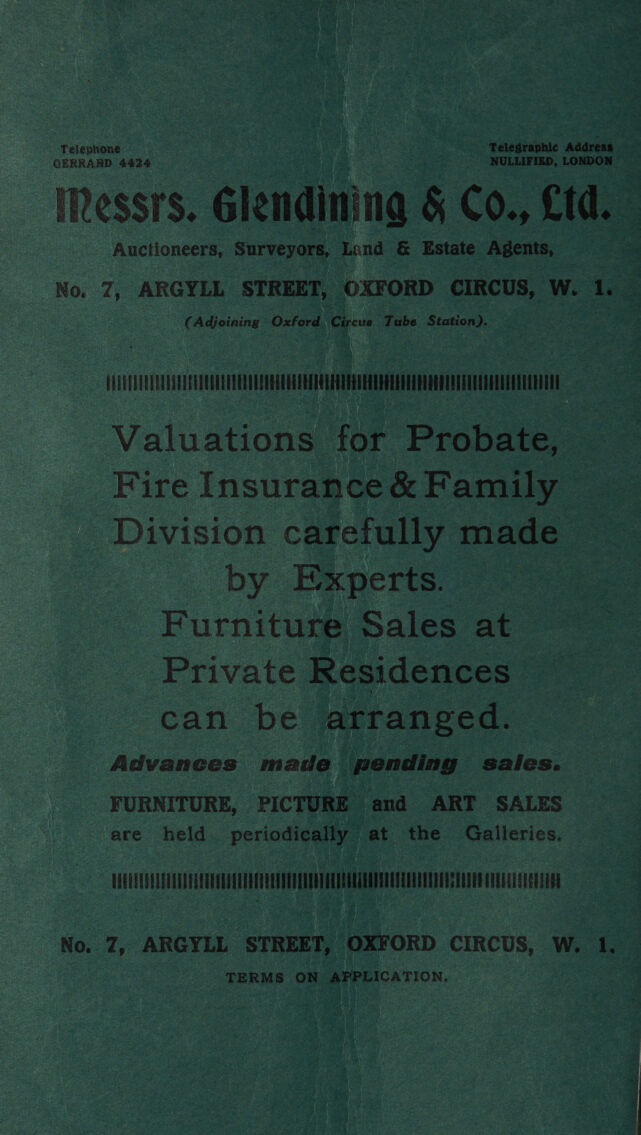 Telephone
GERRARD 4424
Telegraphic Address
NULLIFIED, LONDON
Messrs. Glendining & Co., Ltd.
Auctioneers, Surveyors, Land & Estate Agents,
No. 7, ARGYLL STREET, OXFORD CIRCUS, W. 1.
(Adjoining Oxford Circus Tube Station).
Valuations for Probate,
Fire Insurance & Family
Division carefully made
by Experts.
Furniture Sales at
Private Residences
can be arranged.
Advances made pending sales.
FURNITURE, PICTURE and ART SALES
are held periodically at the Galleries.
No. 7, ARGYLL STREET, OXFORD CIRCUS, W. 1.
TERMS ON APPLICATION.